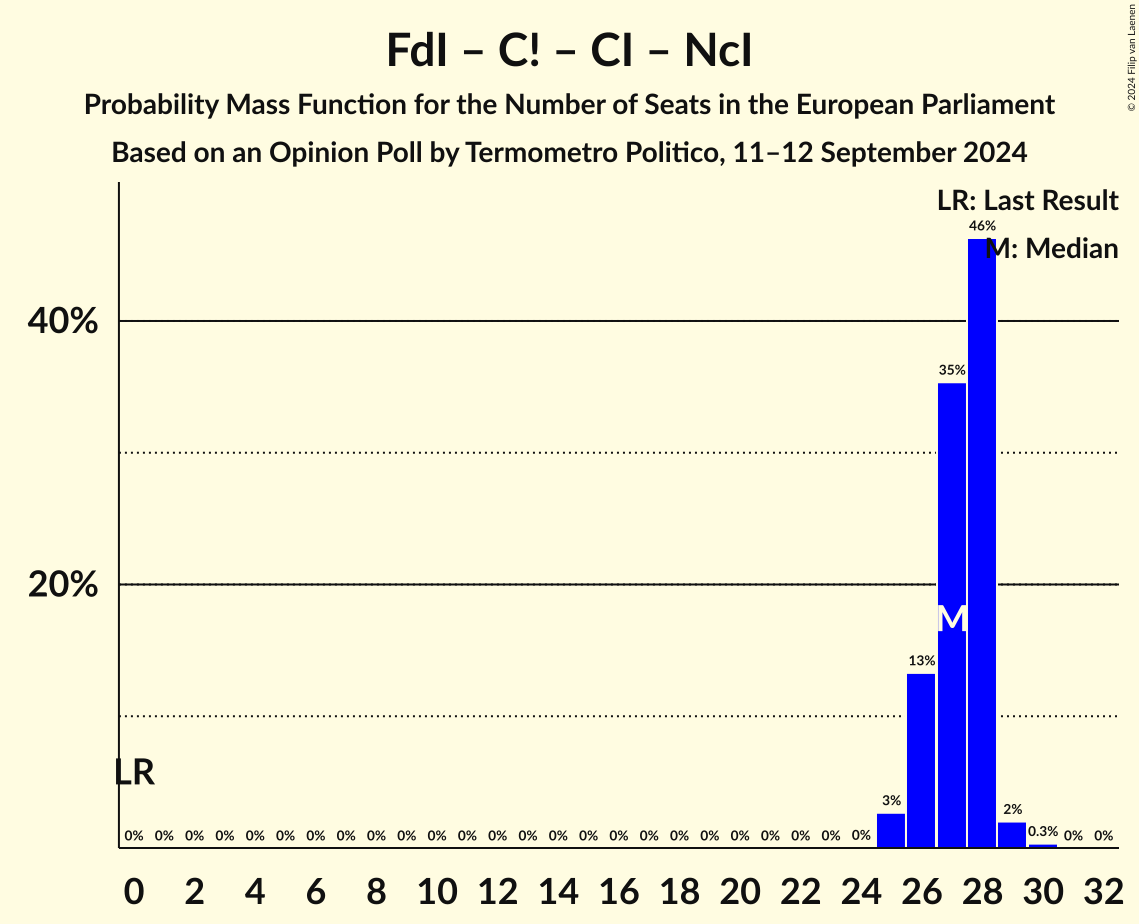 FdI – C! – CI – NcI
Probability Mass Function for the Number of Seats in the European Parliament
Based on an Opinion Poll by Termometro Politico, 11–12 September 2024
© 2024 Filip van Laenen
LR: Last Result
M: Median
46%
40%
35%
20%
M
13%
LR
3%
2%
0.3%
0% 0% 0% 0% 0% 0% 0% 0% 0% 0% 0% 0% 0% 0% 0% 0% 0% 0% 0% 0% 0% 0% 0% 0% 0% 0% 0%
0 2 4 6 8 10 12 14 16 18 20 22 24 26 28 30 32